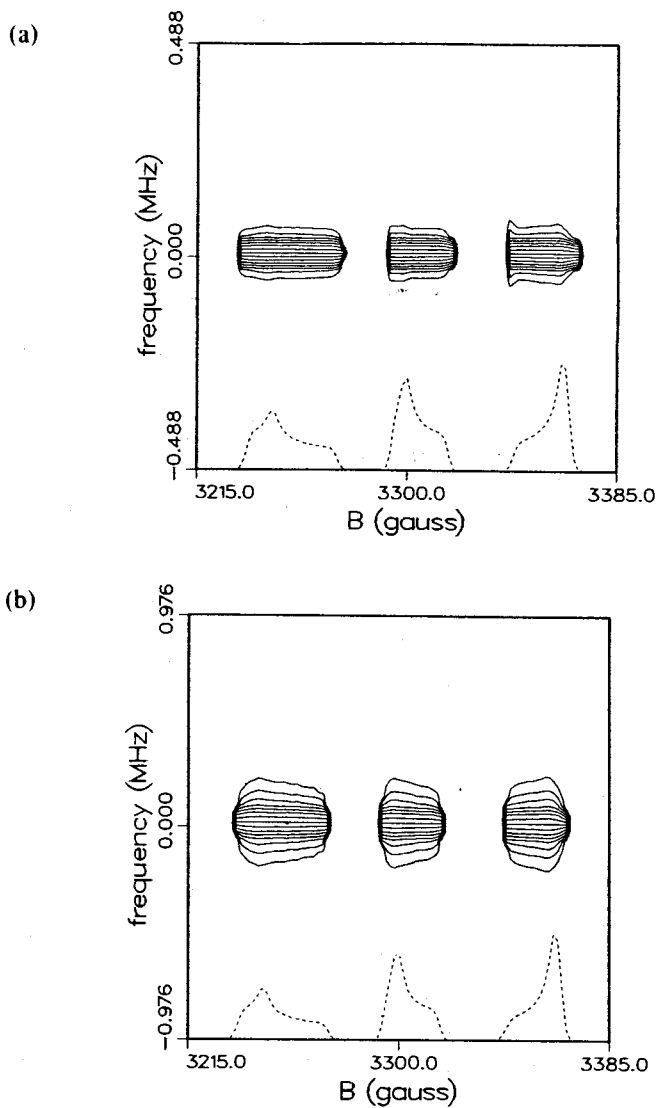 (a)
0.488
0.000
−0.488
frequency (MHz)
3215.0
3300.0
3385.0
B (gauss)
(b)
0.976
0.000
−0.976
frequency (MHz)
3215.0
3300.0
3385.0
B (gauss)